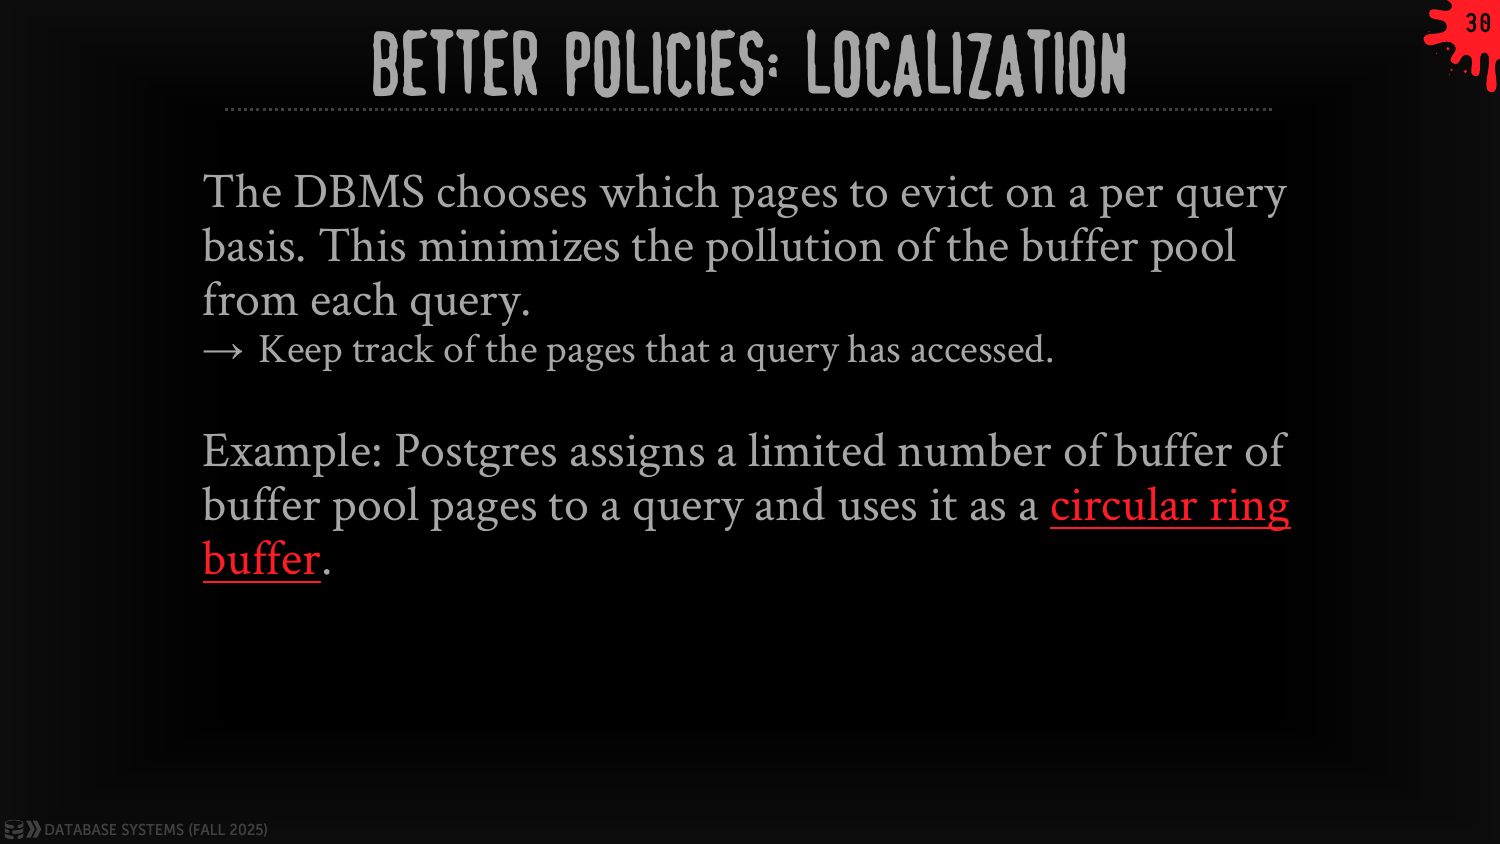 30
BETTER POLICIES: LOCALIZATION
The DBMS chooses which pages to evict on a per query
basis. This minimizes the pollution of the buffer pool
from each query.
→ Keep track of the pages that a query has accessed.
Example: Postgres assigns a limited number of buffer of
buffer pool pages to a query and uses it as a circular ring
buffer.
DATABASE SYSTEMS (FALL 2025)